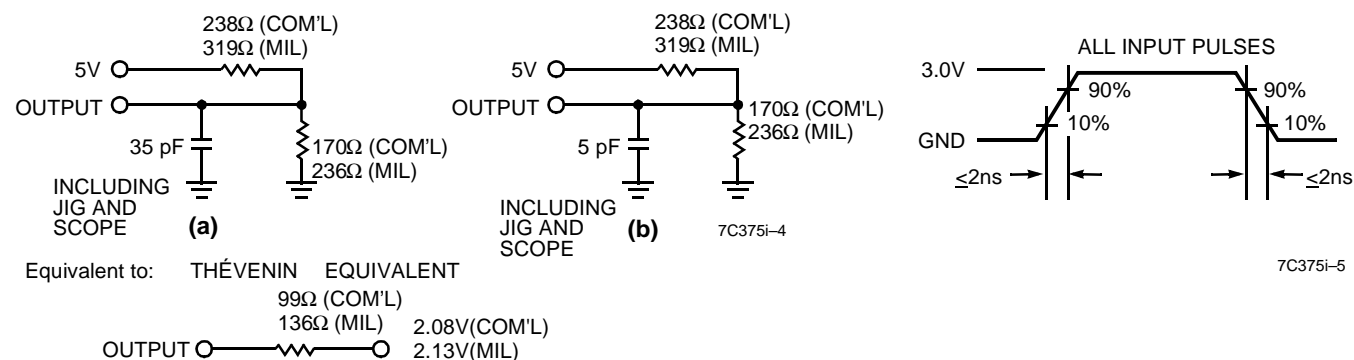 238Ω (COM'L)
319Ω (MIL)
5V
OUTPUT
35 pF
170Ω (COM'L)
236Ω (MIL)
INCLUDING
JIG AND
SCOPE
(a)
238Ω (COM'L)
319Ω (MIL)
5V
OUTPUT
5 pF
170Ω (COM'L)
236Ω (MIL)
INCLUDING
JIG AND
SCOPE
(b)
7C375i–4
ALL INPUT PULSES
3.0V
90%
90%
10%
10%
GND
≤2ns
≤2ns
7C375i–5
Equivalent to: THÉVENIN EQUIVALENT
99Ω (COM'L)
136Ω (MIL)
2.08V(COM'L)
2.13V(MIL)
OUTPUT